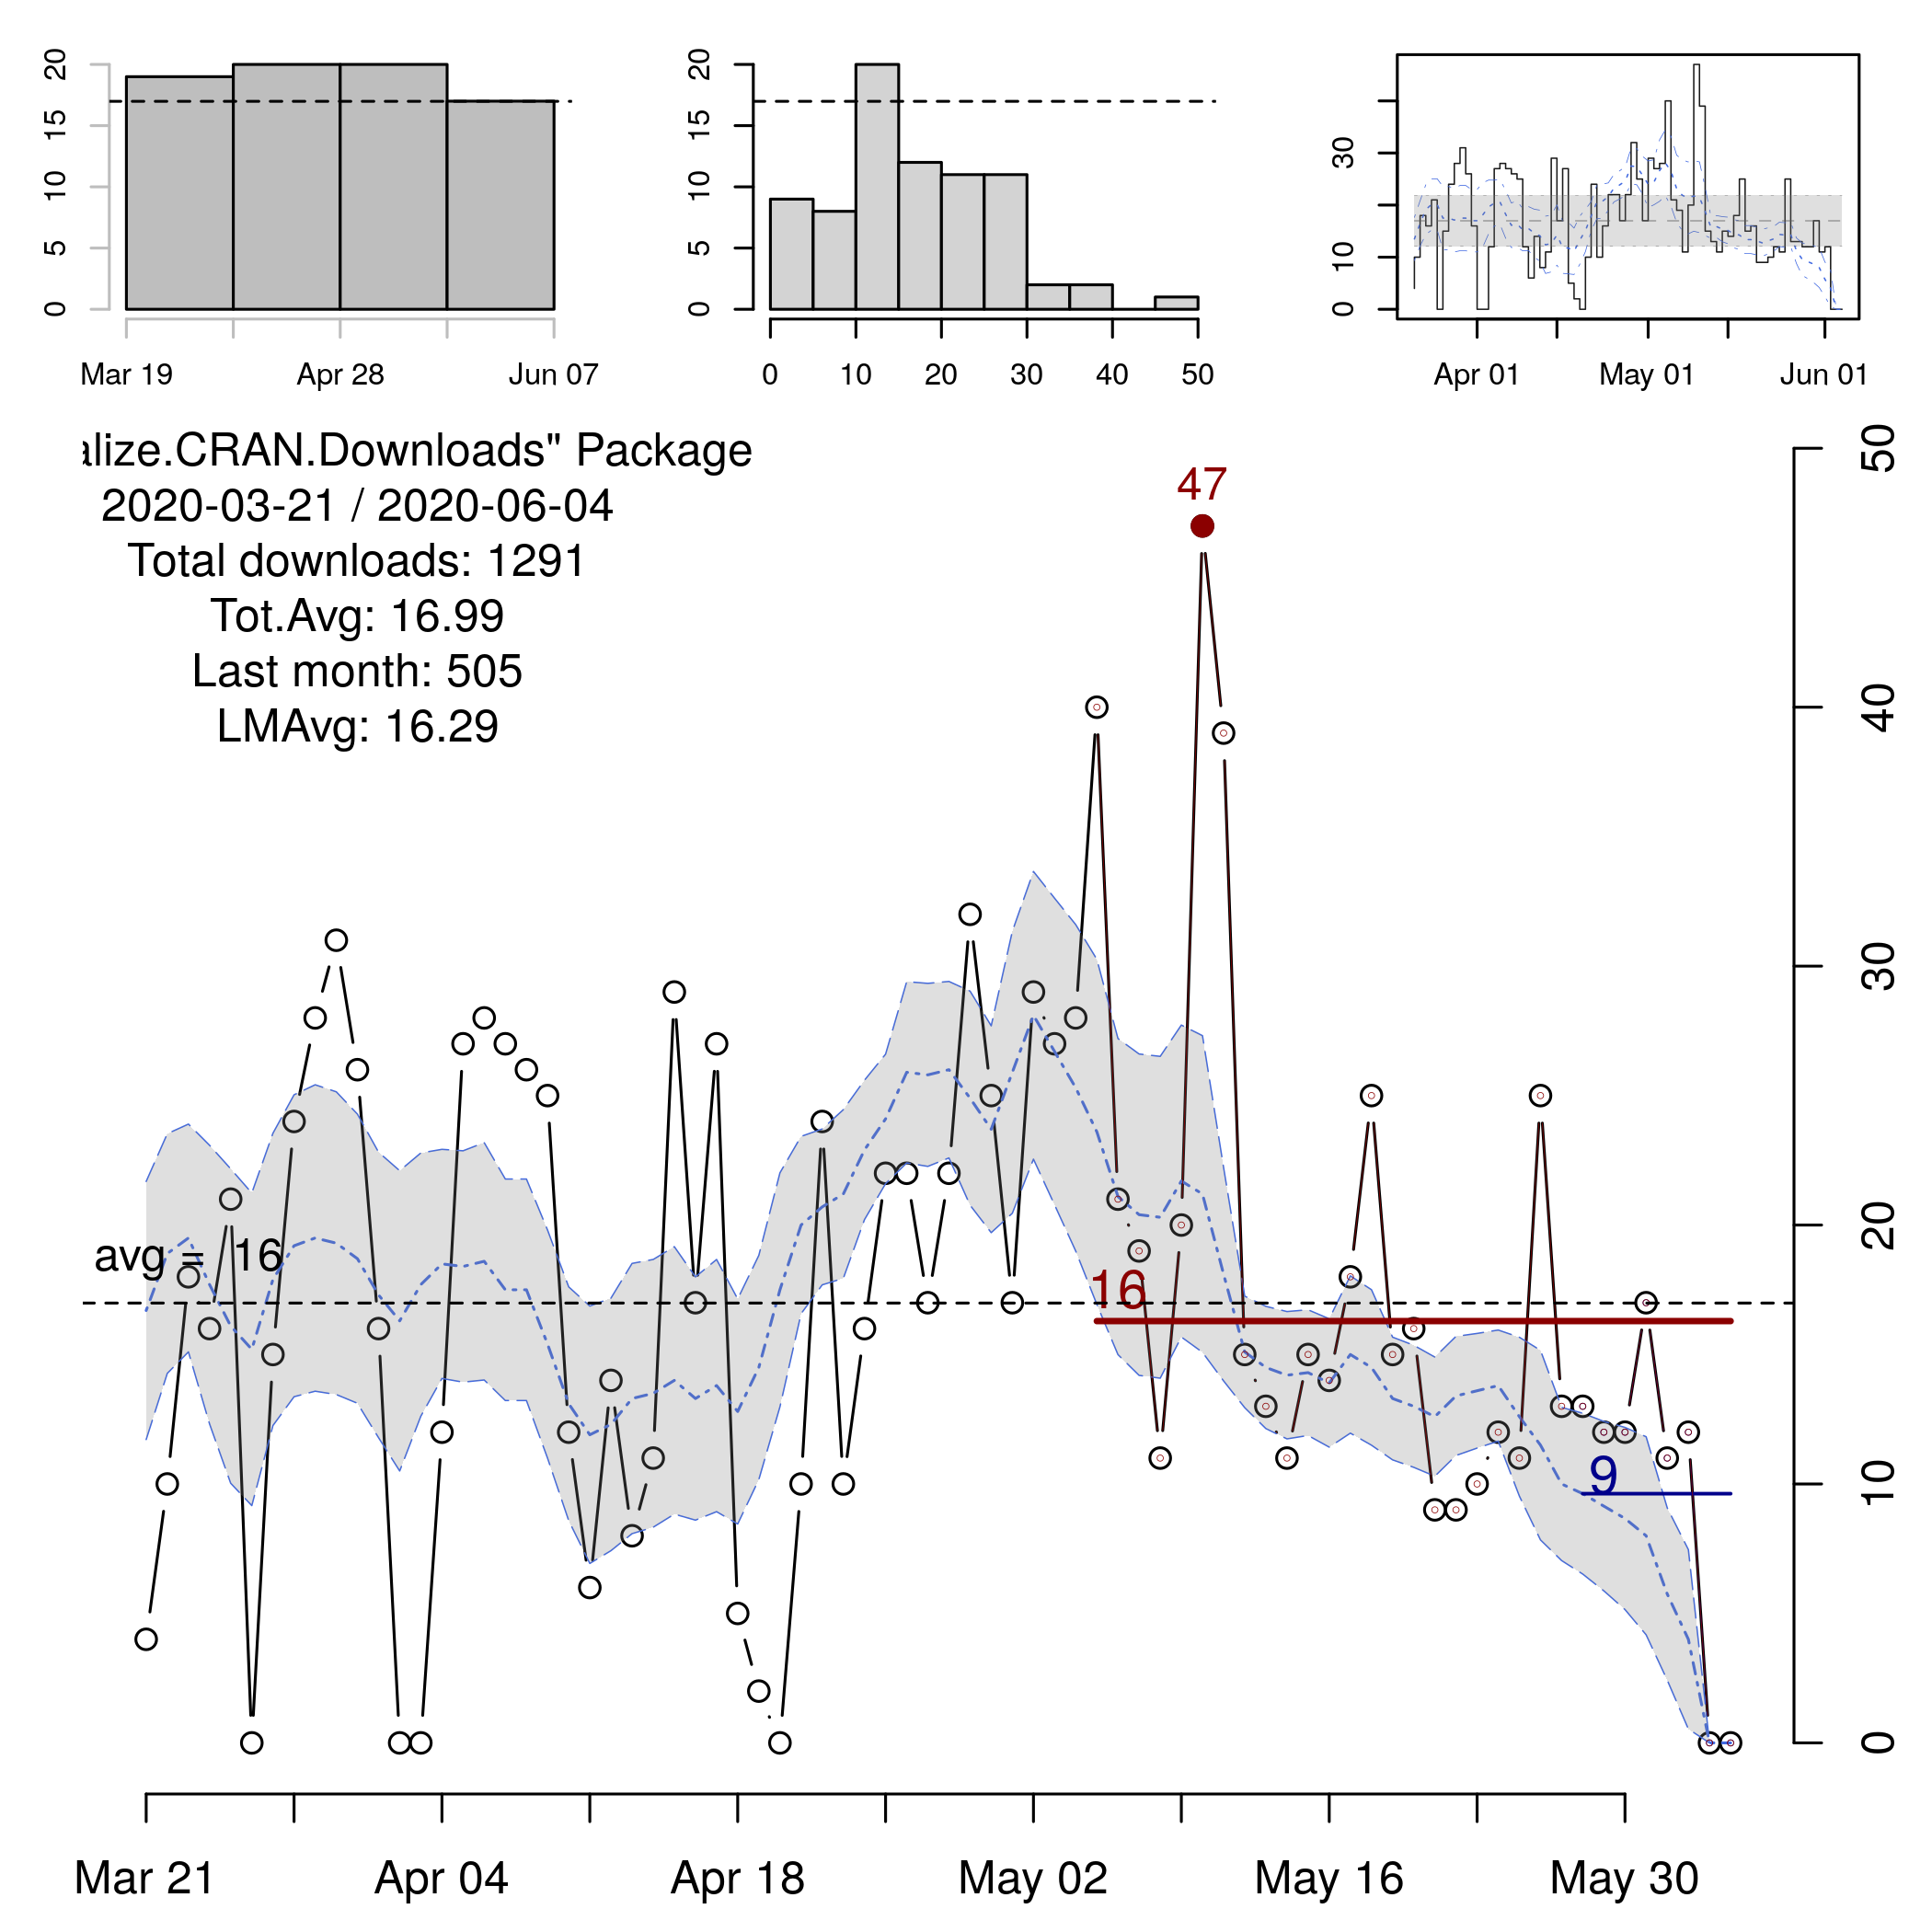 20
15
10
5
0
Mar 19 Apr 28 Jun 07
20
15
10
5
0
0 10 20 30 40 50
30
10
0
Apr 01 May 01 Jun 01
alize.CRAN.Downloads" Package
2020-03-21 / 2020-06-04
Total downloads: 1291
Tot.Avg: 16.99
Last month: 505
LMAvg: 16.29
47
avg = 16
16
9
50
40
30
20
10
0
Mar 21 Apr 04 Apr 18 May 02 May 16 May 30